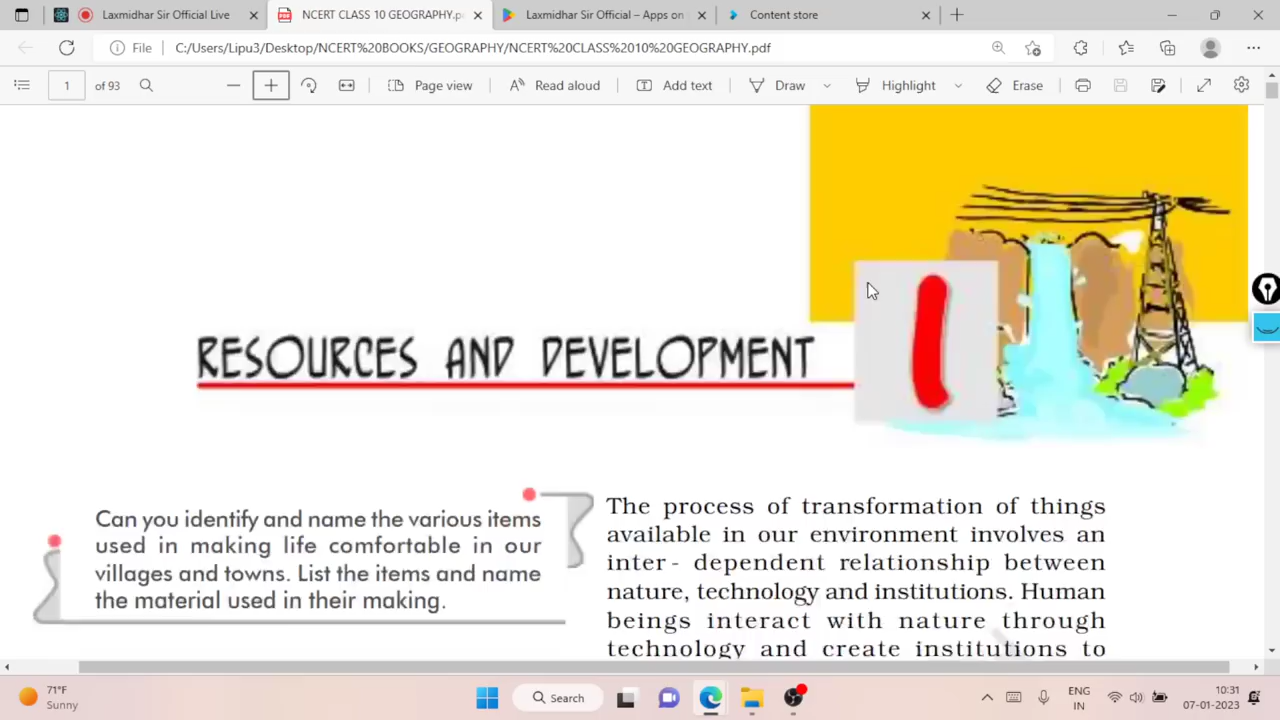 Laxmidhar Sir Official Live
NCERT CLASS 10 GEOGRAPHY.p
Laxmidhar Sir Official – Apps on
Content store
File
C:/Users/Lipu3/Desktop/NCERT%20BOOKS/GEOGRAPHY/NCERT%20CLASS%2010%20GEOGRAPHY.pdf
1 of 93
Page view
Read aloud
Add text
Draw
Highlight
Erase
RESOURCES AND DEVELOPMENT
1
Can you identify and name the various items
used in making life comfortable in our
villages and towns. List the items and name
the material used in their making.
The process of transformation of things
available in our environment involves an
inter - dependent relationship between
nature, technology and institutions. Human
beings interact with nature through
technology and create institutions to
71°F
Sunny
Search
ENG
IN
10:31
07-01-2023